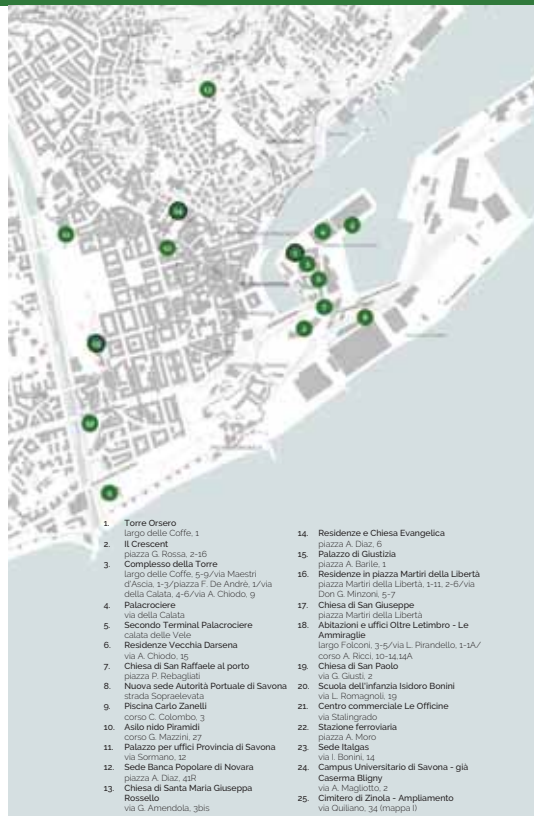 1. Torre Orsero
largo delle Coffe, 1
2. Il Crescent
piazza G. Rossa, 2-16
3. Complesso della Torre
largo delle Coffe, 5-9/via Maestri
d'Ascia, 1-3/piazza F. De Andrè, 1/via
della Calata, 4-6/via A. Chiodo, 9
4. Palacrociere
via della Calata
5. Secondo Terminal Palacrociere
calata delle Vele
6. Residenze Vecchia Darsena
via A. Chiodo, 15
7. Chiesa di San Raffaele al porto
piazza P. Rebagliati
8. Nuova sede Autorità Portuale di Savona
strada Sopraelevata
9. Piscina Carlo Zanelli
corso C. Colombo, 3
10. Asilo nido Piramidi
corso G. Mazzini, 27
11. Palazzo per uffici Provincia di Savona
via Sormano, 12
12. Sede Banca Popolare di Novara
piazza A. Diaz, 41R
13. Chiesa di Santa Maria Giuseppa
Rossello
via G. Amendola, 3bis
14. Residenze e Chiesa Evangelica
piazza A. Diaz, 6
15. Palazzo di Giustizia
piazza A. Barile, 1
16. Residenze in piazza Martiri della Libertà
piazza Martiri della Libertà, 1-11, 2-6/via
Don G. Minzoni, 5-7
17. Chiesa di San Giuseppe
piazza Martiri della Libertà
18. Abitazioni e uffici Oltre Letimbro - Le
Ammiraglie
largo Folconi, 3-5/via L. Pirandello, 1-1A/
corso A. Ricci, 10-14,14A
19. Chiesa di San Paolo
via G. Giusti, 2
20. Scuola dell'infanzia Isidoro Bonini
via L. Romagnoli, 19
21. Centro commerciale Le Officine
via Stalingrado
22. Stazione ferroviaria
piazza A. Moro
23. Sede Italgas
via I. Bonini, 14
24. Campus Universitario di Savona - già
Caserma Bligny
via A. Magliotto, 2
25. Cimitero di Zinola - Ampliamento
via Quiliano, 34 (mappa I)